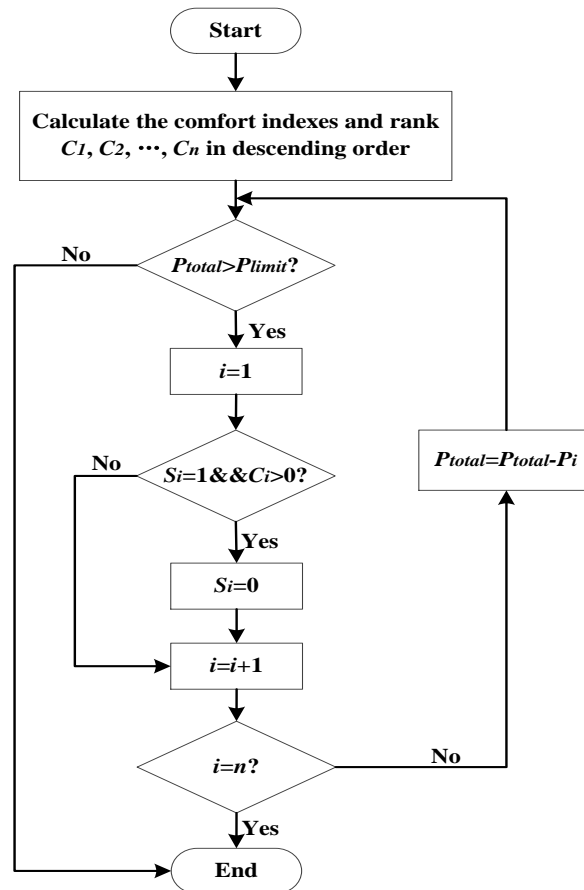 Start
Calculate the comfort indexes and rank
C1, C2, ···, Cn in descending order
No
Ptotal>Plimit?
Yes
i=1
No
Si=1&&Ci>0?
Ptotal=Ptotal-Pi
Yes
Si=0
i=i+1
i=n?
No
Yes
End